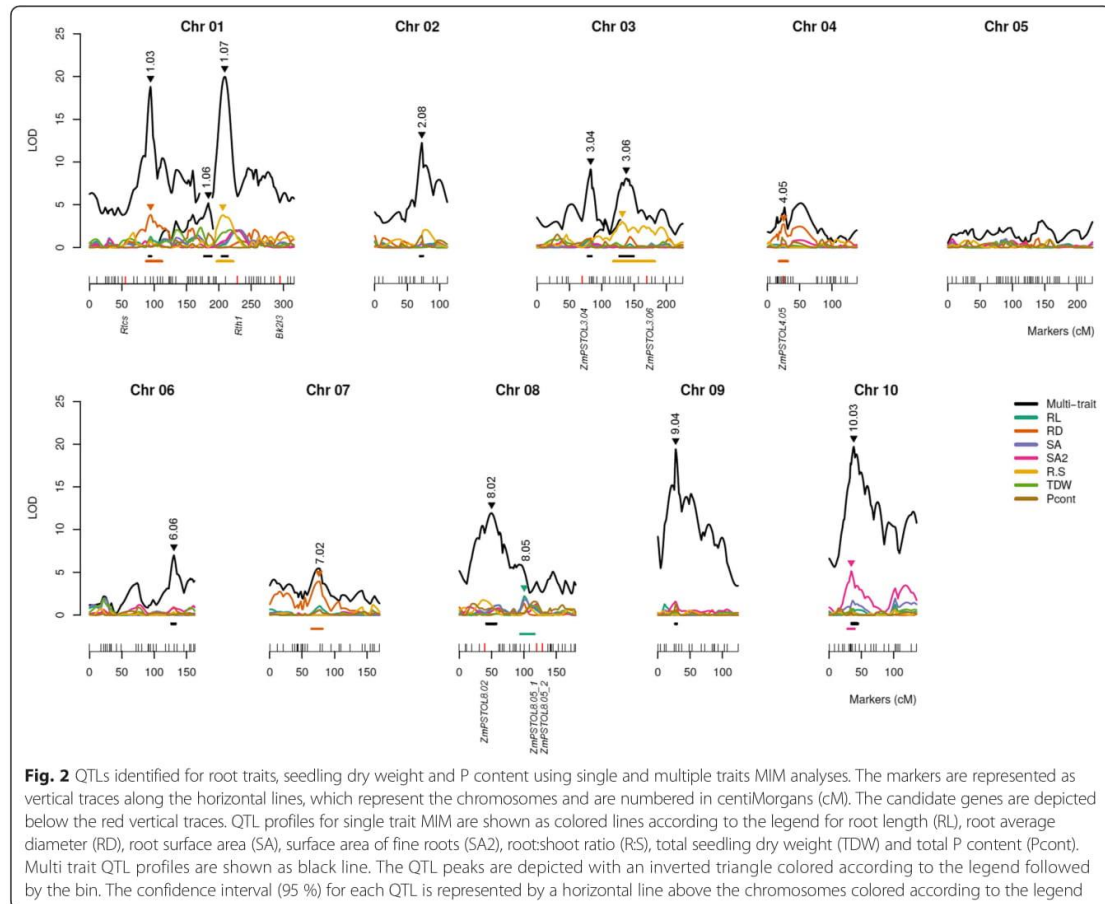 Chr 01
Chr 02
Chr 03
Chr 04
Chr 05
25
20
15
10
5
0
LOD
1.03
1.06
1.07
2.08
3.04
3.06
4.05
0 50 100 150 200 250 300
0 50 100
0 50 100 150 200
0 50 100
0 50 100 150 200
Rtcs
Rth1
Bk2l3
ZmPSTOL3.04
ZmPSTOL3.06
ZmPSTOL4.05
Markers (cM)
Chr 06
Chr 07
Chr 08
Chr 09
Chr 10
25
20
15
10
5
0
LOD
6.06
7.02
8.02
8.05
9.04
10.03
Multi-trait
RL
RD
SA
SA2
R.S
TDW
Pcont
0 50 100 150
0 50 100 150
0 50 100 150
0 50 100
0 50 100
ZmPSTOL8.02
ZmPSTOL8.05_1
ZmPSTOL8.05_2
Markers (cM)
Fig. 2 QTLs identified for root traits, seedling dry weight and P content using single and multiple traits MIM analyses. The markers are represented as
vertical traces along the horizontal lines, which represent the chromosomes and are numbered in centiMorgans (cM). The candidate genes are depicted
below the red vertical traces. QTL profiles for single trait MIM are shown as colored lines according to the legend for root length (RL), root average
diameter (RD), root surface area (SA), surface area of fine roots (SA2), root:shoot ratio (R:S), total seedling dry weight (TDW) and total P content (Pcont).
Multi trait QTL profiles are shown as black line. The QTL peaks are depicted with an inverted triangle colored according to the legend followed
by the bin. The confidence interval (95 %) for each QTL is represented by a horizontal line above the chromosomes colored according to the legend